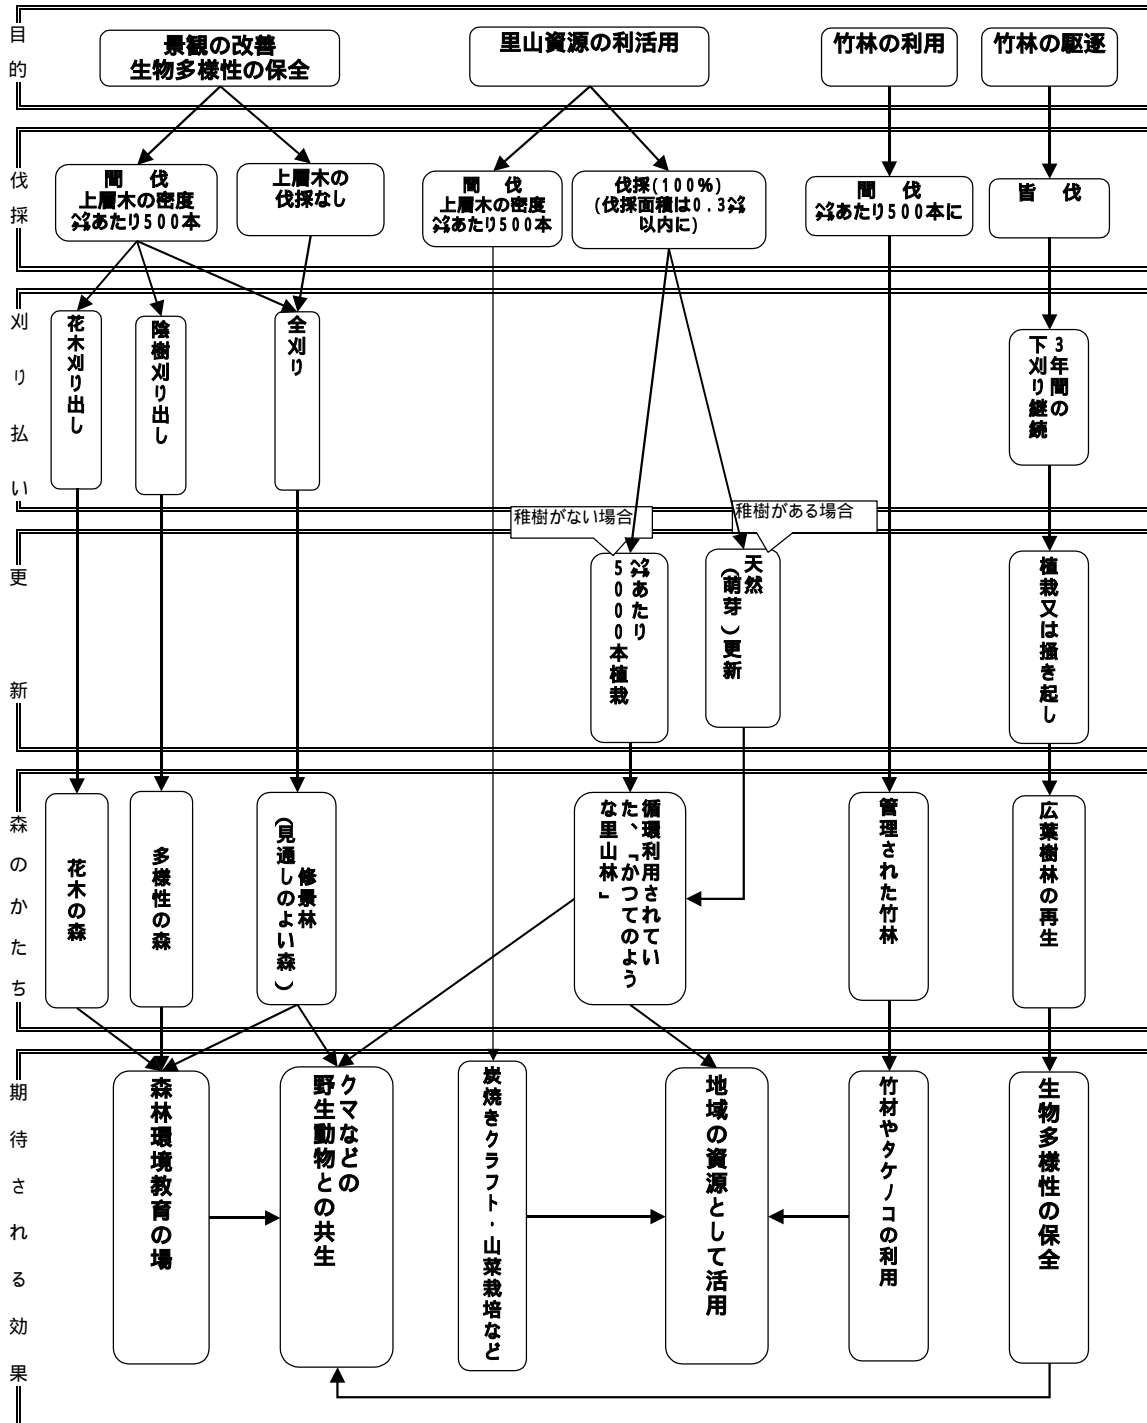 目的
景観の改善
生物多様性の保全
里山資源の利活用
竹林の利用
竹林の駆逐
伐採
間　伐
上層木の密度
㌶あたり500本
上層木の
伐採なし
間　伐
上層木の密度
㌶あたり500本
伐採(100%)
(伐採面積は0.3㌶
以内に)
間　伐
㌶あたり500本に
皆　伐
刈り払い
花木刈り出し
陰樹刈り出し
全刈り
3年間の
下刈り継続
稚樹がない場合
稚樹がある場合
更新
㌶あたり
5000本植栽
天然
(萌芽)更新
植栽又は掻き起し
森のかたち
花木の森
多様性の森
修景林
(見通しのよい森)
循環利用されてい
た、「かつてのよう
な里山林」
管理された竹林
広葉樹林の再生
期待される効果
森林環境教育の場
クマなどの
野生動物との共生
炭焼きクラフト・山菜栽培など
地域の資源として活用
竹材やタケノコの利用
生物多様性の保全